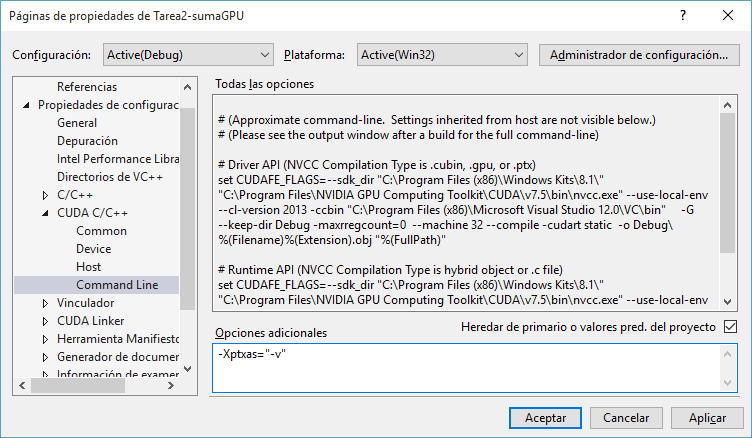 Páginas de propiedades de Tarea2-sumaGPU
?
Configuración: Active(Debug) Plataforma: Active(Win32) Administrador de configuración...
Referencias
Propiedades de configurac
General
Depuración
Intel Performance Libra
Directorios de VC++
C/C++
CUDA C/C++
Common
Device
Host
Command Line
Vinculador
CUDA Linker
Herramienta Manifiesto
Generador de documer
Información de examer
Todas las opciones
# (Approximate command-line.  Settings inherited from host are not visible below.)
# (Please see the output window after a build for the full command-line)
# Driver API (NVCC Compilation Type is .cubin, .gpu, or .ptx)
set CUDAFE_FLAGS=--sdk_dir "C:\Program Files (x86)\Windows Kits\8.1\"
"C:\Program Files\NVIDIA GPU Computing Toolkit\CUDA\v7.5\bin\nvcc.exe" --use-local-env
--cl-version 2013 -ccbin "C:\Program Files (x86)\Microsoft Visual Studio 12.0\VC\bin"     -G
--keep-dir Debug -maxrregcount=0  --machine 32 --compile -cudart static  -o Debug\
%(Filename)%(Extension).obj "%(FullPath)"
# Runtime API (NVCC Compilation Type is hybrid object or .c file)
set CUDAFE_FLAGS=--sdk_dir "C:\Program Files (x86)\Windows Kits\8.1\"
"C:\Program Files\NVIDIA GPU Computing Toolkit\CUDA\v7.5\bin\nvcc.exe" --use-local-env
Heredar de primario o valores pred. del proyecto
Opciones adicionales
-Xptxas="-v"
Aceptar Cancelar Aplicar